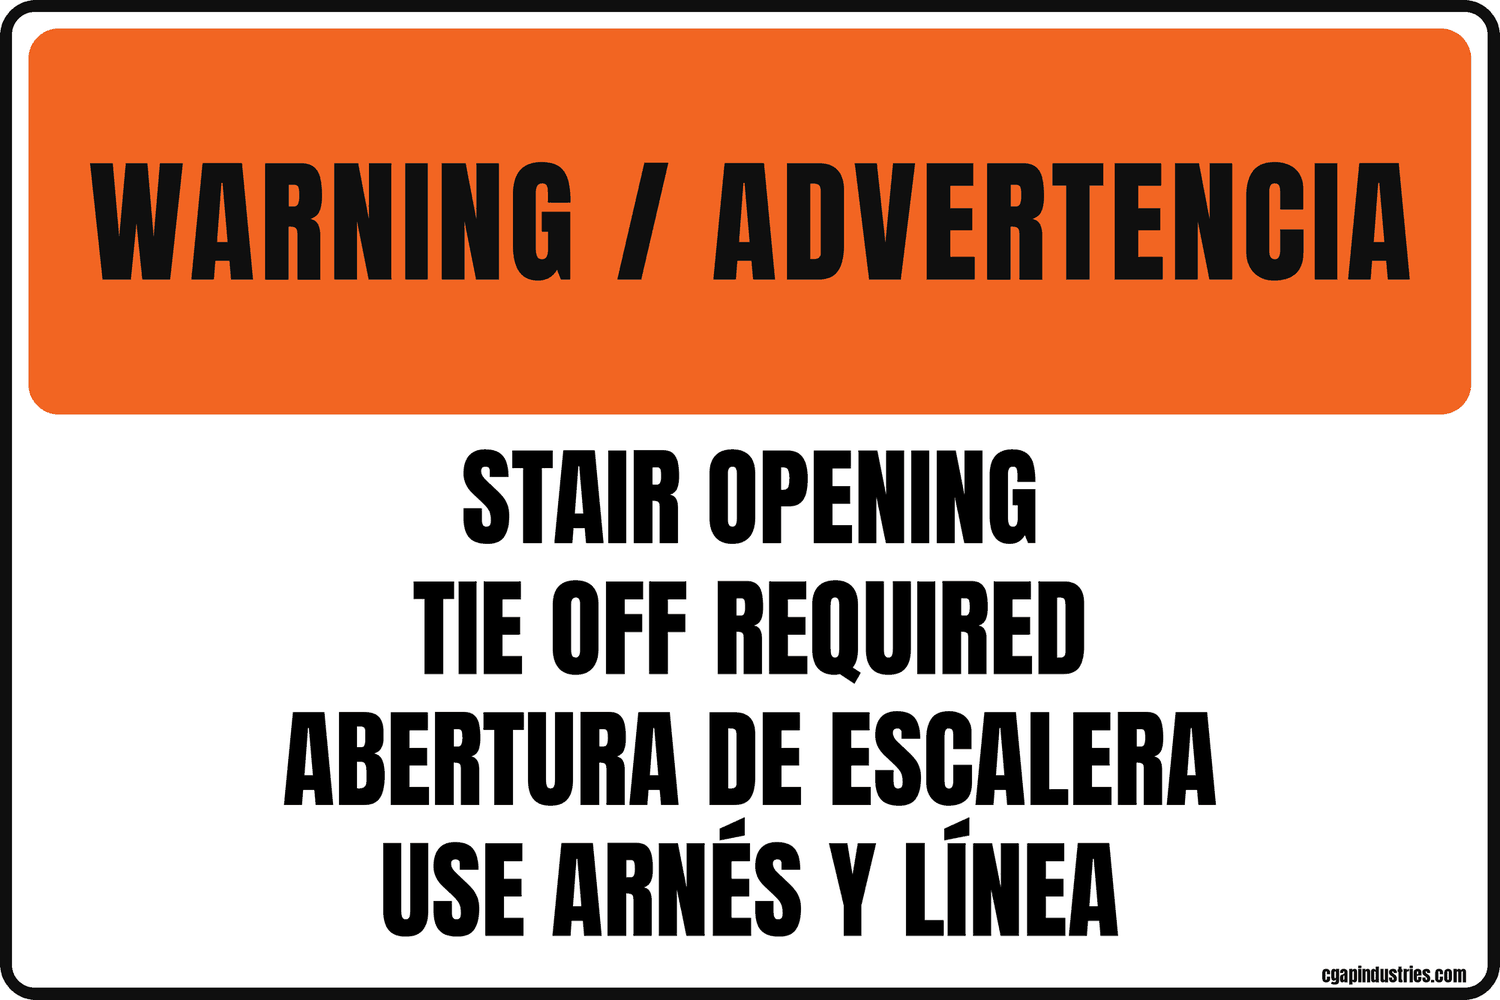 WARNING / ADVERTENCIA
STAIR OPENING
TIE OFF REQUIRED
ABERTURA DE ESCALERA
USE ARNÉS Y LÍNEA
cgapindustries.com